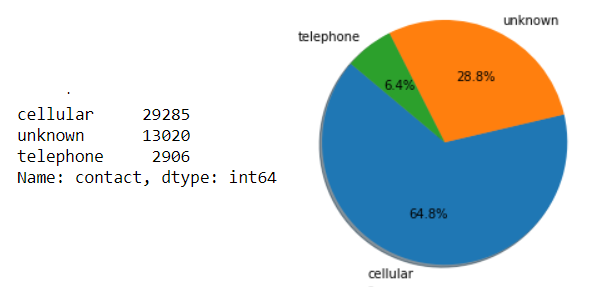 cellular 29285
unknown 13020
telephone 2906
Name: contact, dtype: int64
unknown
telephone
28.8%
6.4%
64.8%
cellular